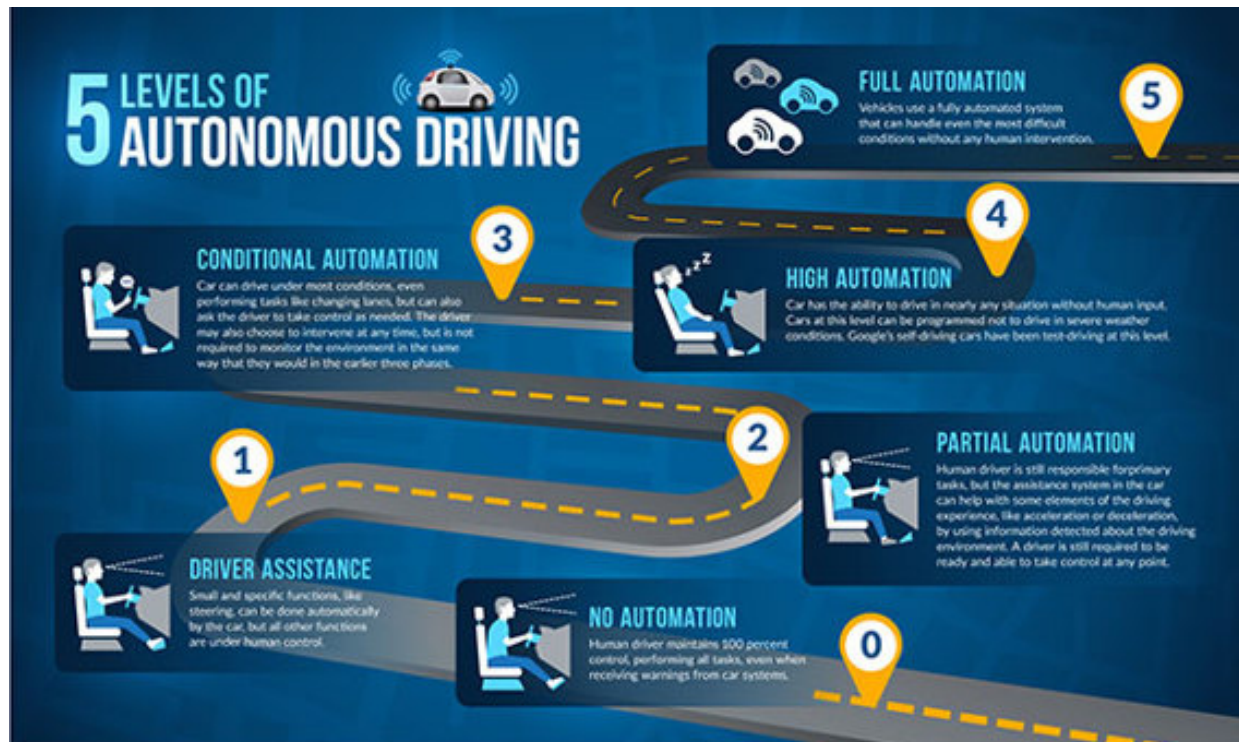 5 LEVELS OF
AUTONOMOUS DRIVING
FULL AUTOMATION
Vehicles use a fully automated system
that can handle even the most difficult
conditions without any human intervention.
5
4
HIGH AUTOMATION
Car has the ability to drive in nearly any situation without human input.
Cars at this level can be programmed not to drive in severe weather
conditions. Google's self-driving cars have been test-driving at this level.
zzz
3
CONDITIONAL AUTOMATION
Car can drive under most conditions, even
performing tasks like changing lanes, but can also
ask the driver to take control as needed. The driver
may also choose to intervene at any time, but is not
required to monitor the environment in the same
way that they would in the earlier three phases.
2
PARTIAL AUTOMATION
Human driver is still responsible forprimary
tasks, but the assistance system in the car
can help with some elements of the driving
experience, like acceleration or deceleration,
by using information detected about the driving
environment. A driver is still required to be
ready and able to take control at any point.
1
DRIVER ASSISTANCE
Small and specific functions, like
steering, can be done automatically
by the car, but all other functions
are under human control.
NO AUTOMATION
Human driver maintains 100 percent
control, performing all tasks, even when
receiving warnings from car systems.
0